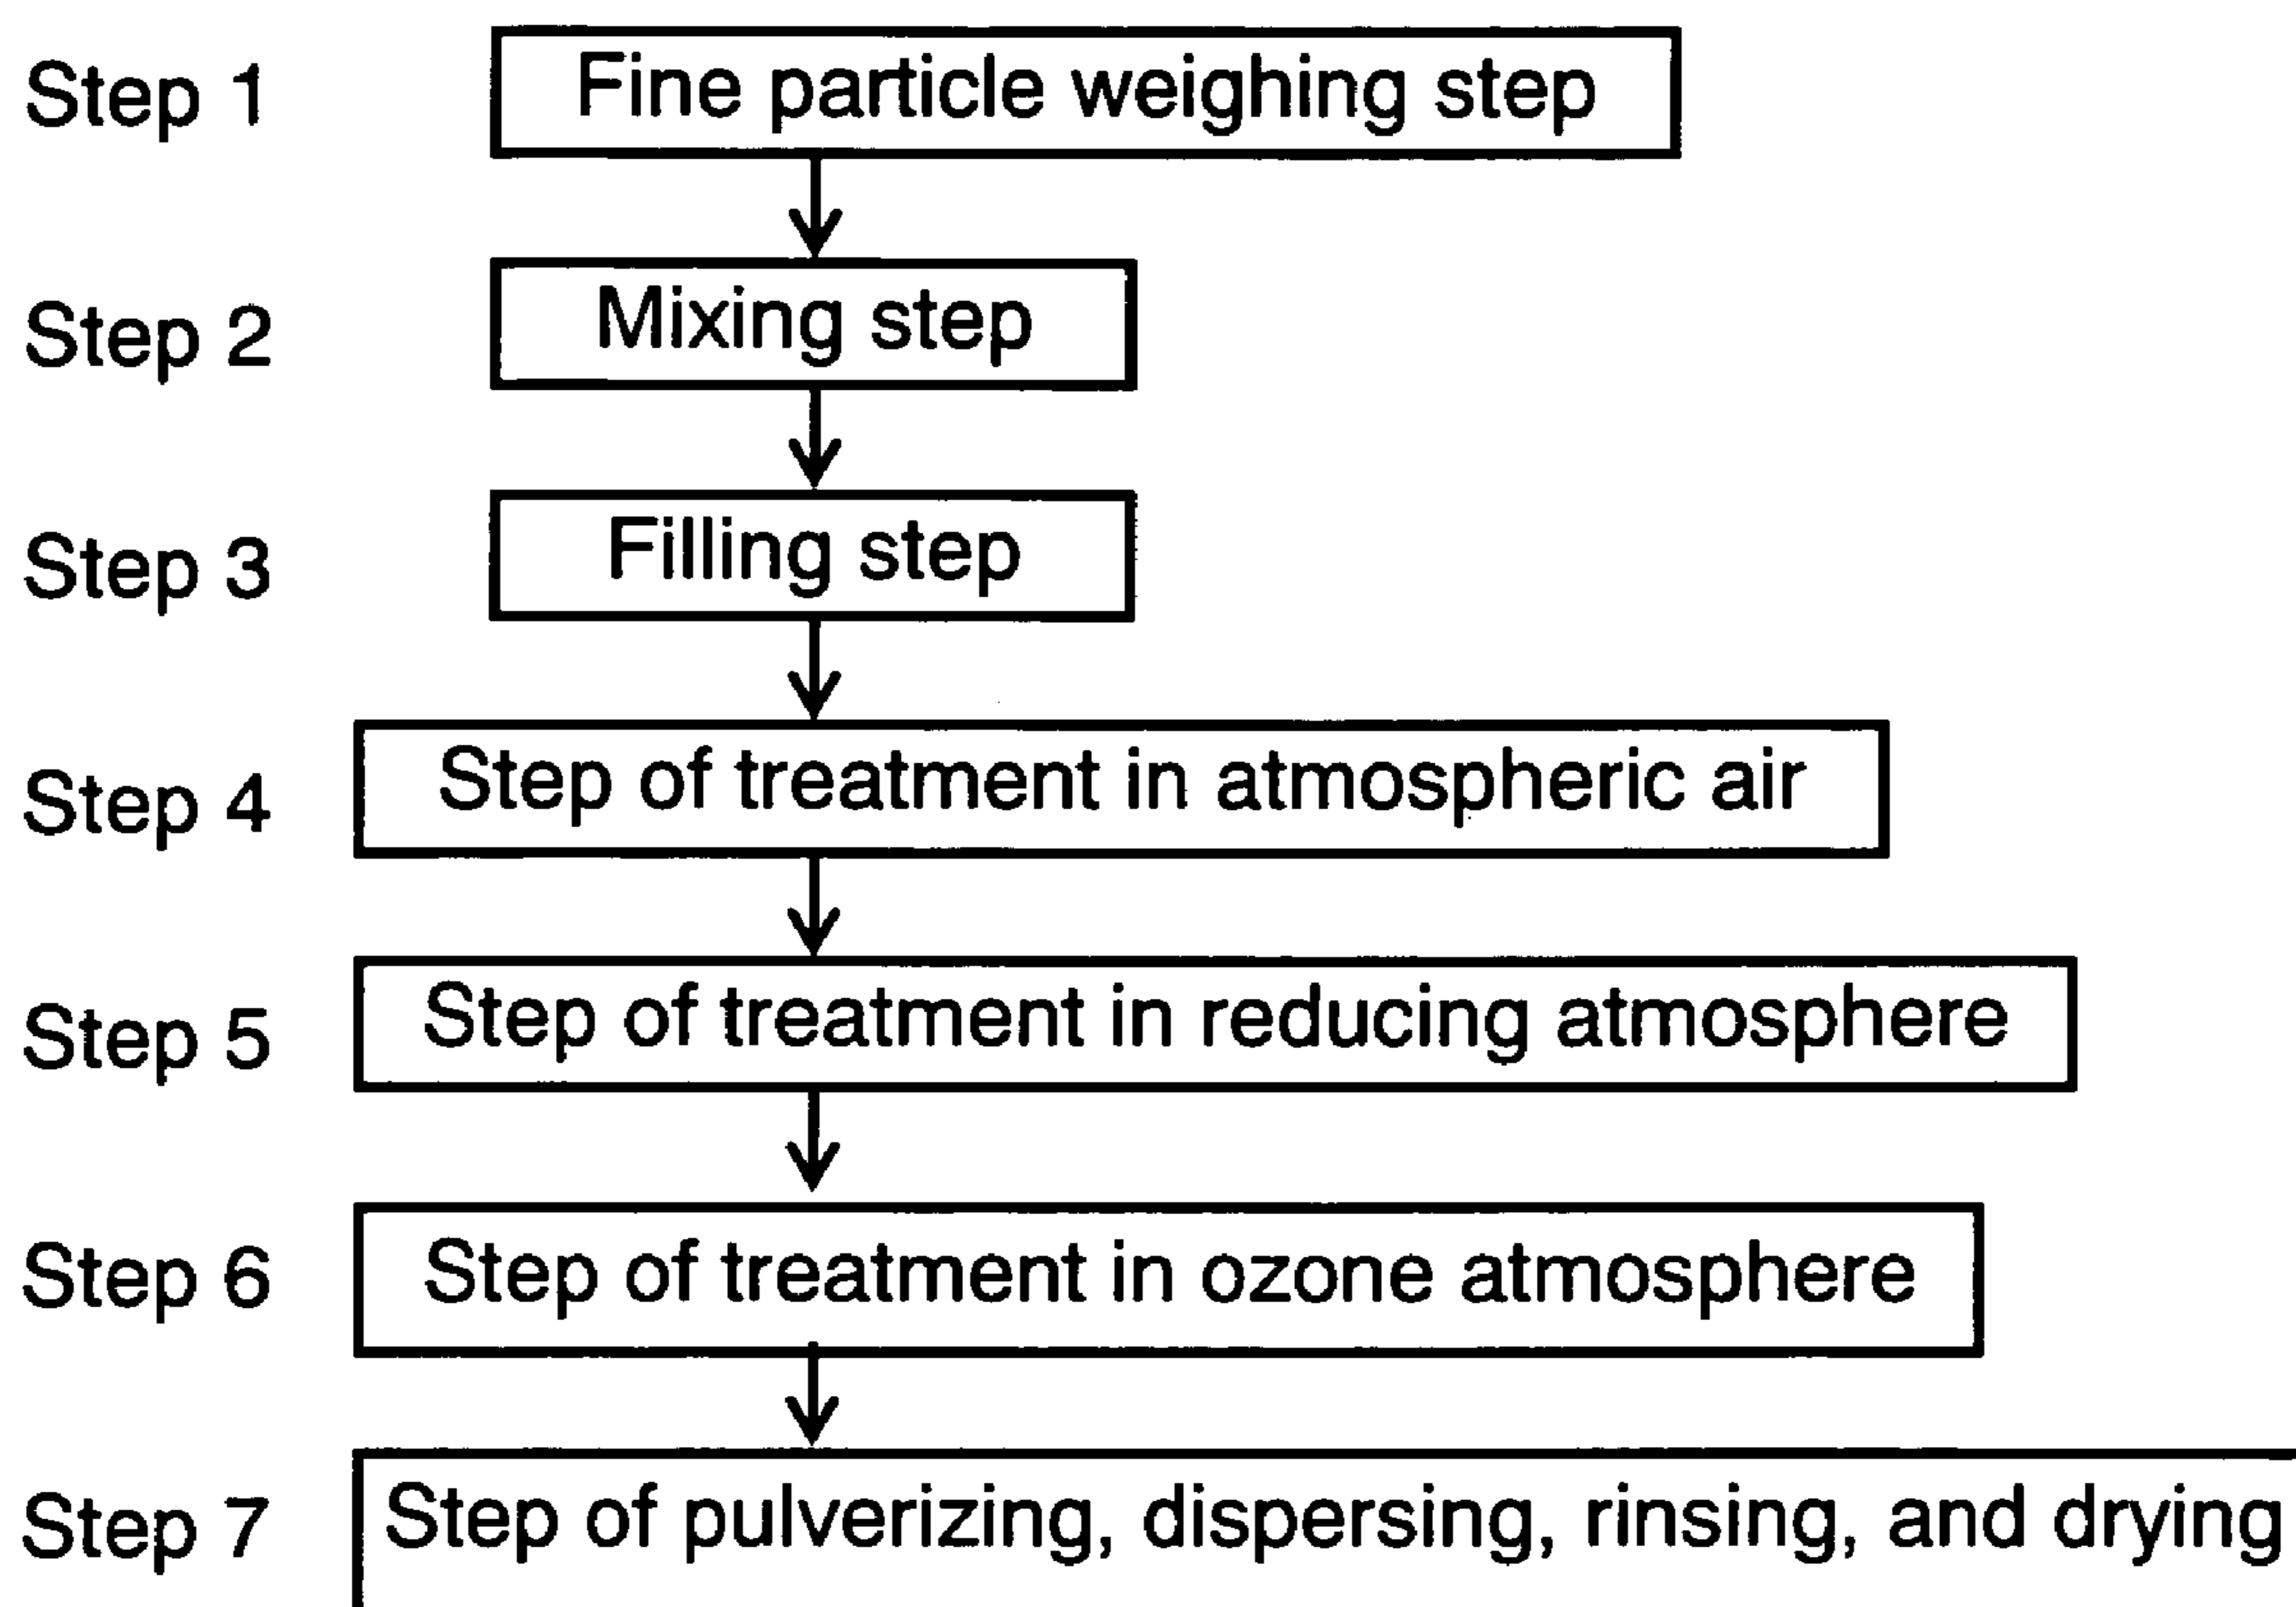 Step 1 Fine particle weighing step
Step 2 Mixing step
Step 3 Filling step
Step 4 Step of treatment in atmospheric air
Step 5 Step of treatment in reducing atmosphere
Step 6 Step of treatment in ozone atmosphere
Step 7 Step of pulverizing, dispersing, rinsing, and drying